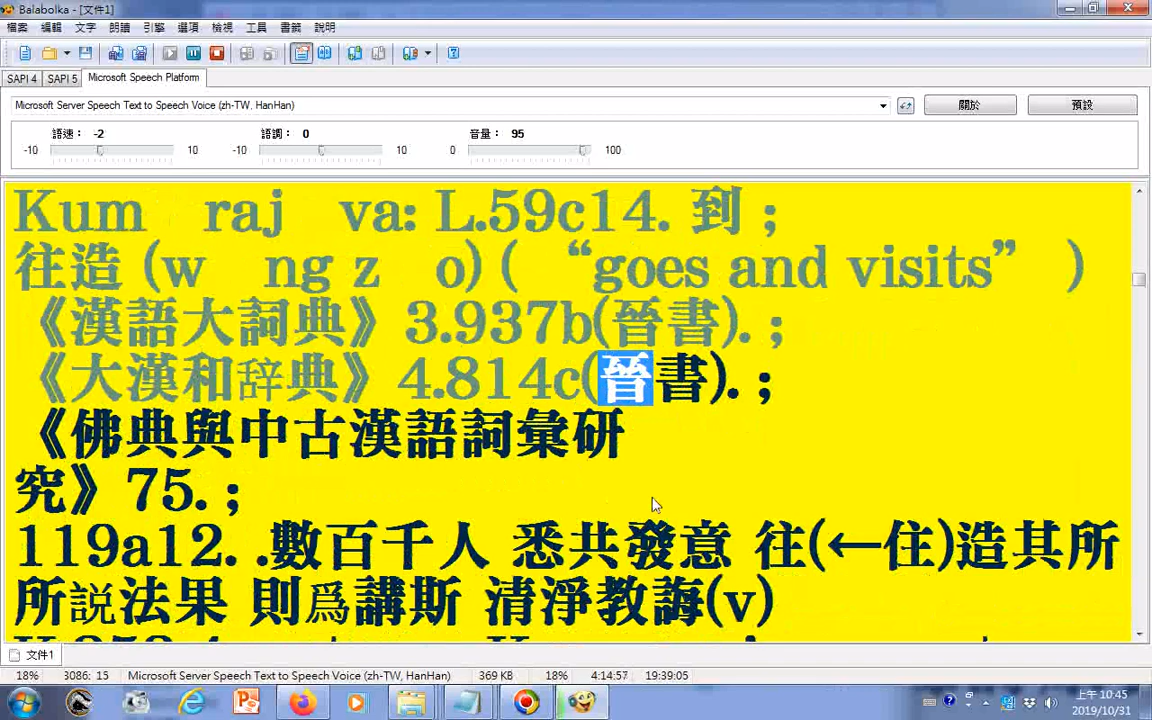 Balabolka - [文件1]
檔案 編輯 文字 朗讀 引擎 選項 檢視 工具 書籤 說明
SAPI 4 SAPI 5 Microsoft Speech Platform
Microsoft Server Speech Text to Speech Voice (zh-TW, HanHan) 關於 預設
語速： -2 語調： 0 音量： 95
-10 10 -10 10 0 100
Kum raj va: L.59c14. 到 ;
往造 (w ng z o) ( “goes and visits” )
《漢語大詞典》 3.937b(晉書). ;
《大漢和辞典》 4.814c(晉書). ;
《佛典與中古漢語詞彙研
究》 75. ;
119a12. .數百千人 悉共發意 往(←住)造其所
所説法果 則爲講斯 清淨教誨(v)
文件1
18% 3086: 15 Microsoft Server Speech Text to Speech Voice (zh-TW, HanHan) 369 KB 18% 4:14:57 19:39:05
上午 10:45
2019/10/31